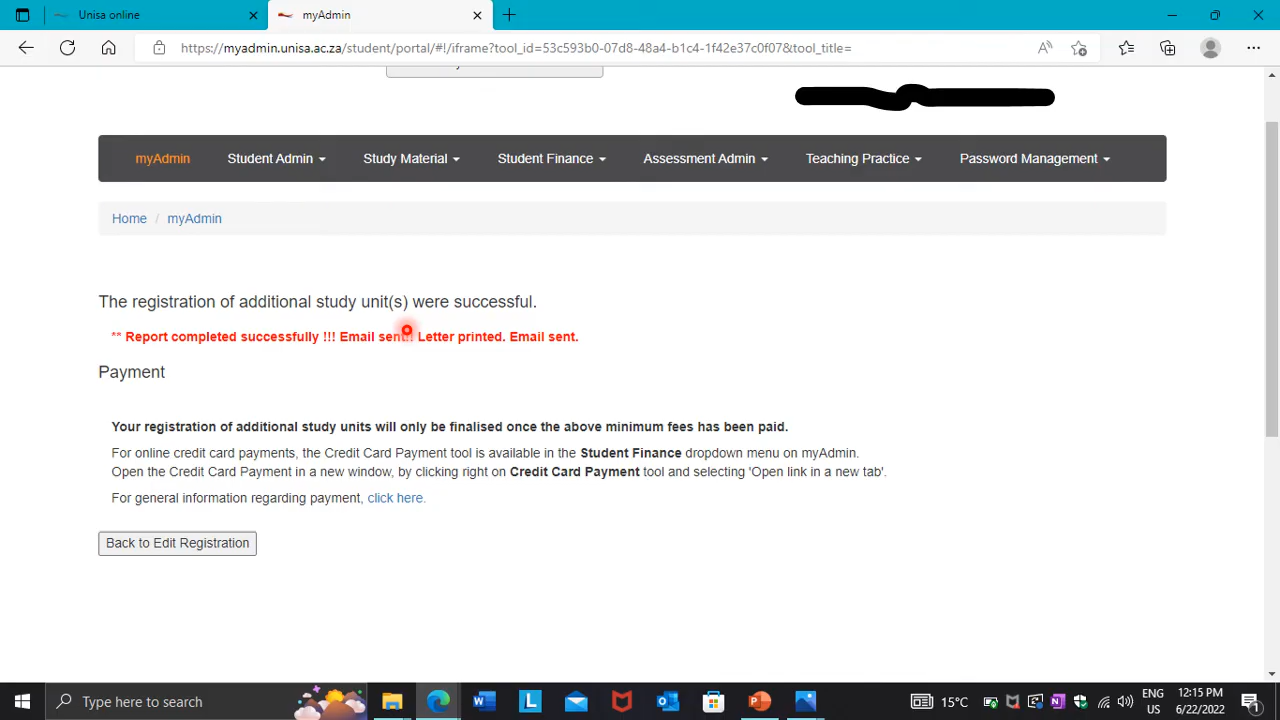 Unisa online
myAdmin
https://myadmin.unisa.ac.za/student/portal/#!/iframe?tool_id=53c593b0-07d8-48a4-b1c4-1f42e37c0f07&tool_title=
myAdmin Student Admin Study Material Student Finance Assessment Admin Teaching Practice Password Management
Home / myAdmin
The registration of additional study unit(s) were successful.
** Report completed successfully !!! Email sent. Letter printed. Email sent.
Payment
Your registration of additional study units will only be finalised once the above minimum fees has been paid.
For online credit card payments, the Credit Card Payment tool is available in the Student Finance dropdown menu on myAdmin.
Open the Credit Card Payment in a new window, by clicking right on Credit Card Payment tool and selecting 'Open link in a new tab'.
For general information regarding payment, click here.
Back to Edit Registration
Type here to search
15°C
ENG
US
12:15 PM
6/22/2022